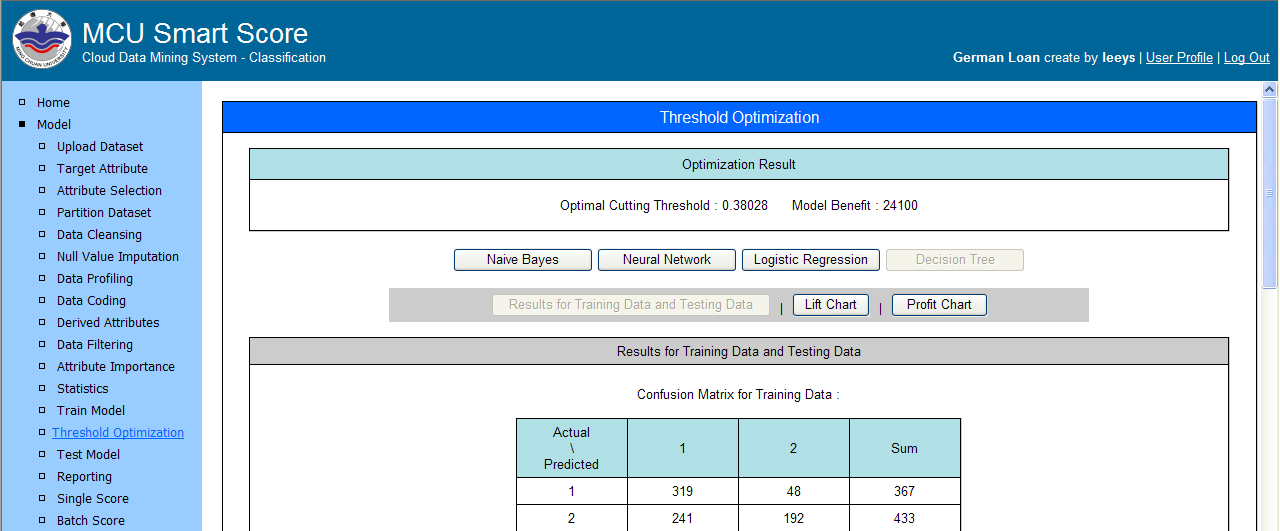 MCU Smart Score
Cloud Data Mining System - Classification
German Loan create by leeys | User Profile | Log Out
Home
Model
Upload Dataset
Target Attribute
Attribute Selection
Partition Dataset
Data Cleansing
Null Value Imputation
Data Profiling
Data Coding
Derived Attributes
Data Filtering
Attribute Importance
Statistics
Train Model
Threshold Optimization
Test Model
Reporting
Single Score
Batch Score
Threshold Optimization
Optimization Result
Optimal Cutting Threshold : 0.38028 Model Benefit : 24100
Naive Bayes Neural Network Logistic Regression Decision Tree
Results for Training Data and Testing Data | Lift Chart | Profit Chart
Results for Training Data and Testing Data
Confusion Matrix for Training Data :
Actual
\ 1 2 Sum
Predicted
1 319 48 367
2 241 192 433